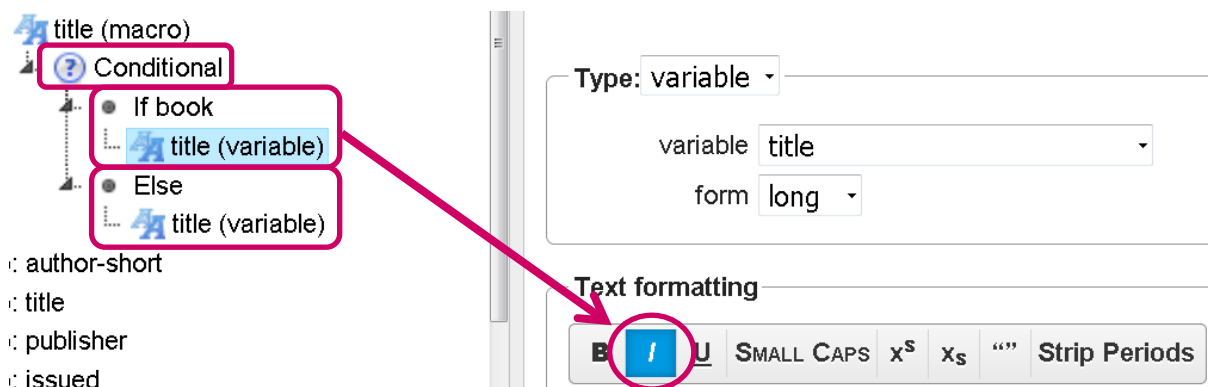 title (macro)
Conditional
If book
title (variable)
Else
title (variable)
: author-short
: title
: publisher
: issued
Type: variable
variable title
form long
Text formatting
B I U SMALL CAPS xˢ xₛ “” Strip Periods